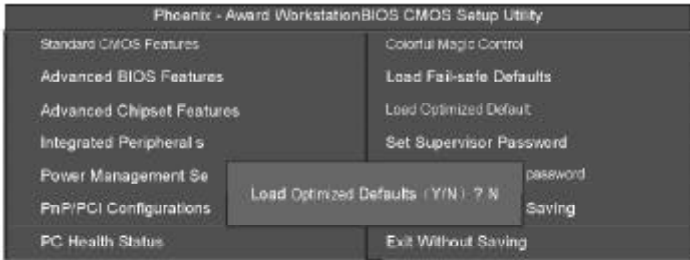 Phoenix - Award WorkstationBIOS CMOS Setup Utility
Standard CMOS Features
Advanced BIOS Features
Advanced Chipset Features
Integrated Peripherals
Power Management Se
PnP/PCI Configurations
PC Health Status
Colorful Magic Control
Load Fail-safe Defaults
Load Optimized Default
Set Supervisor Password
password
Saving
Exit Without Saving
Load Optimized Defaults (Y/N) ? N